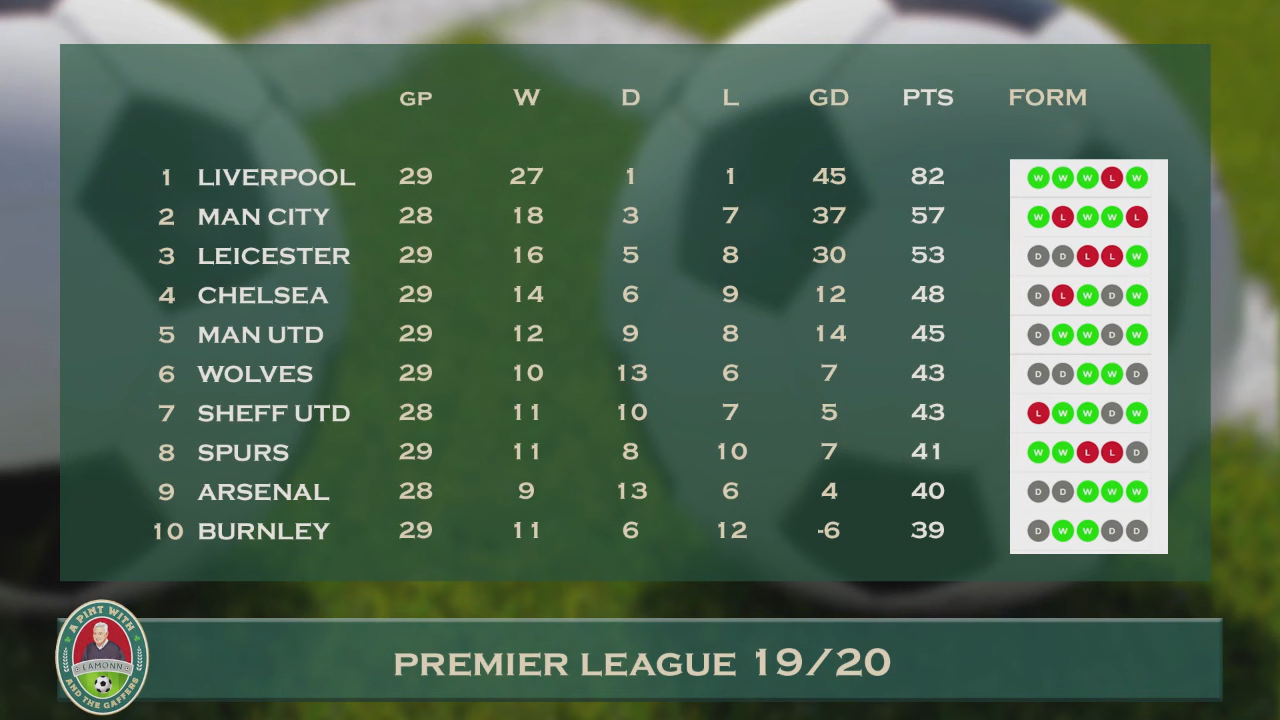 GP W D L GD PTS FORM
1 LIVERPOOL 29 27 1 1 45 82 W W W L W
2 MAN CITY 28 18 3 7 37 57 W L W W L
3 LEICESTER 29 16 5 8 30 53 D D L L W
4 CHELSEA 29 14 6 9 12 48 D L W D W
5 MAN UTD 29 12 9 8 14 45 D W W D W
6 WOLVES 29 10 13 6 7 43 D D W W D
7 SHEFF UTD 28 11 10 7 5 43 L W W D W
8 SPURS 29 11 8 10 7 41 W W L L D
9 ARSENAL 28 9 13 6 4 40 D D W W W
10 BURNLEY 29 11 6 12 -6 39 D W W D D
A PINT WITH
EAMONN
AND THE GAFFERS
PREMIER LEAGUE 19/20